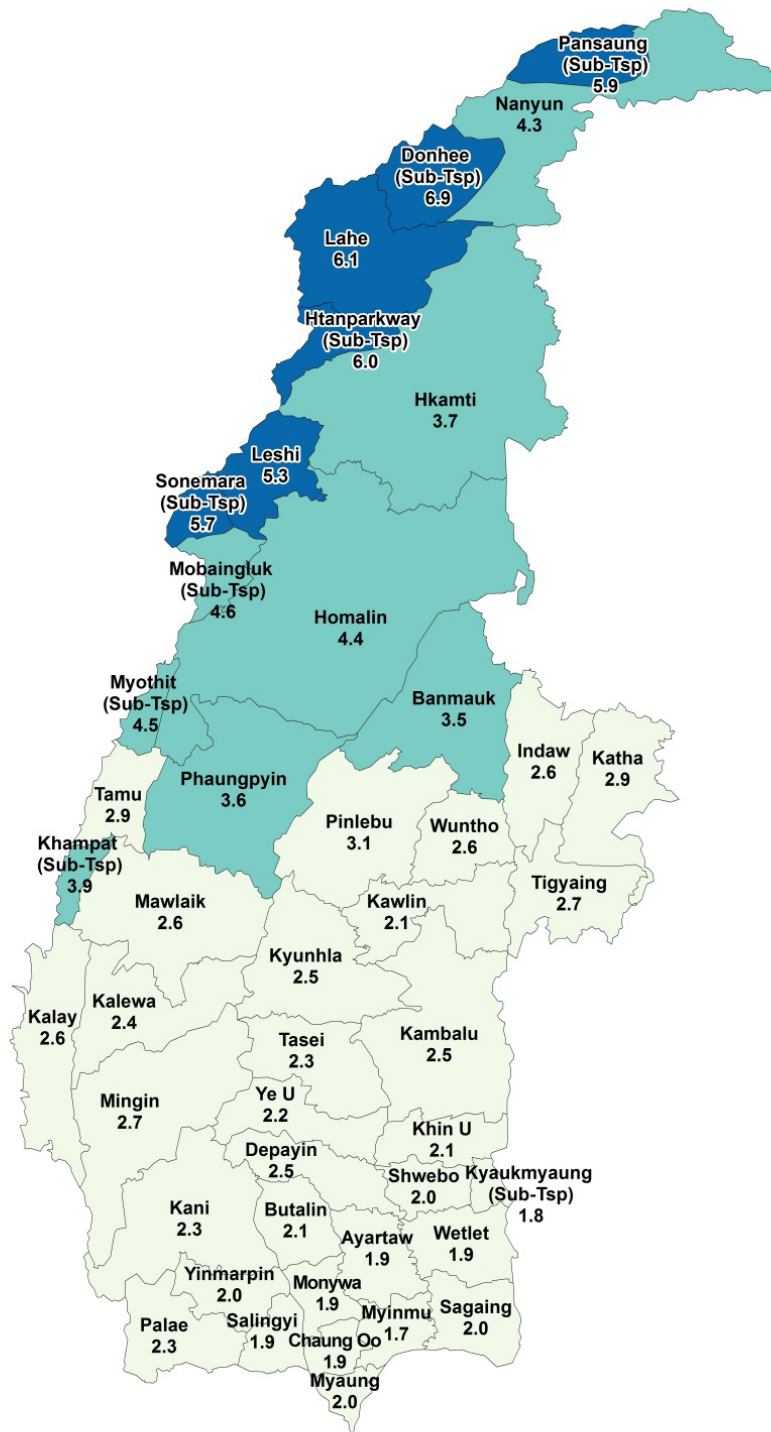 Pansaung
(Sub-Tsp)
5.9
Nanyun
4.3
Donhee
(Sub-Tsp)
6.9
Lahe
6.1
Htanparkway
(Sub-Tsp)
6.0
Hkamti
3.7
Leshi
5.3
Sonemara
(Sub-Tsp)
5.7
Mobaingluk
(Sub-Tsp)
4.6
Homalin
4.4
Myothit
(Sub-Tsp)
4.5
Banmauk
3.5
Indaw
2.6
Katha
2.9
Phaungpyin
3.6
Tamu
2.9
Pinlebu
3.1
Wuntho
2.6
Khampat
(Sub-Tsp)
3.9
Mawlaik
2.6
Kawlin
2.1
Tigyaing
2.7
Kyunhla
2.5
Kalay
2.6
Kalewa
2.4
Tasei
2.3
Kambalu
2.5
Mingin
2.7
Ye U
2.2
Khin U
2.1
Depayin
2.5
Shwebo
2.0
Kyaukmyaung
(Sub-Tsp)
1.8
Kani
2.3
Butalin
2.1
Ayartaw
1.9
Wetlet
1.9
Yinmarpin
2.0
Monywa
1.9
Myinmu
1.7
Sagaing
2.0
Palae
2.3
Salingyi
1.9
Chaung Oo
1.9
Myaung
2.0